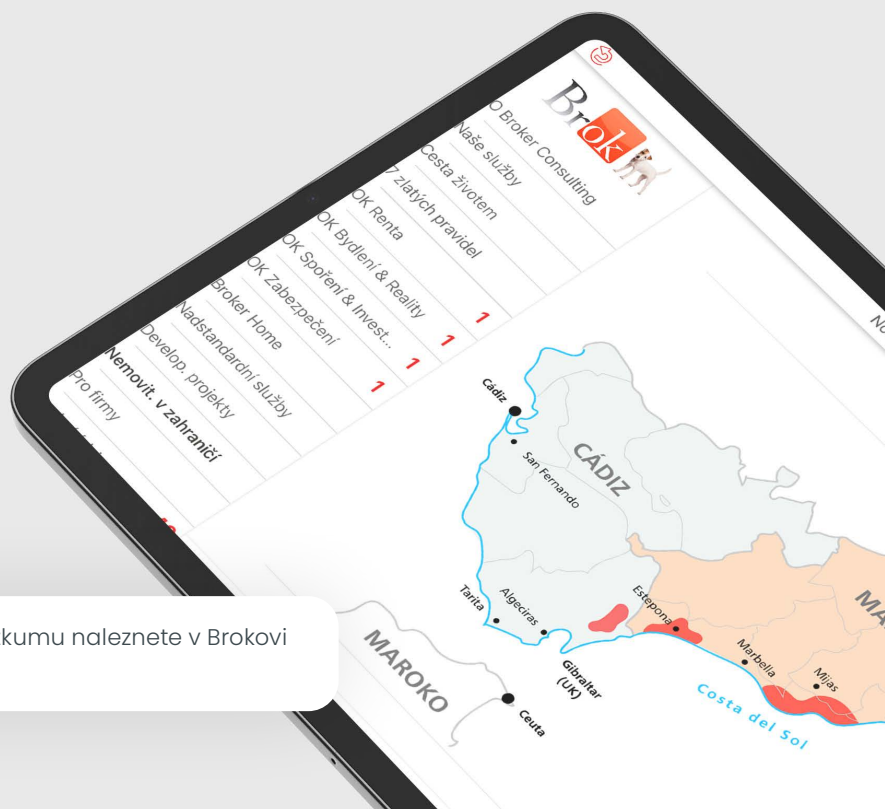 Brok
O Broker Consulting
Naše služby
Cesta životem
7 zlatých pravidel
OK Renta
OK Bydlení & Reality 1
OK Spoření & Invest... 1
OK Zabezpečení 1
Broker Home 1
Nadstandardní služby
Develop. projekty
Nemovit. v zahraničí
Pro firmy
Cádiz
San Fernando
CÁDIZ
Tarita
Algeciras
Estepona
Gibraltar
(UK)
Marbella
Mijas
Costa del Sol
MAROKO
Ceuta
naleznete v Brokovi